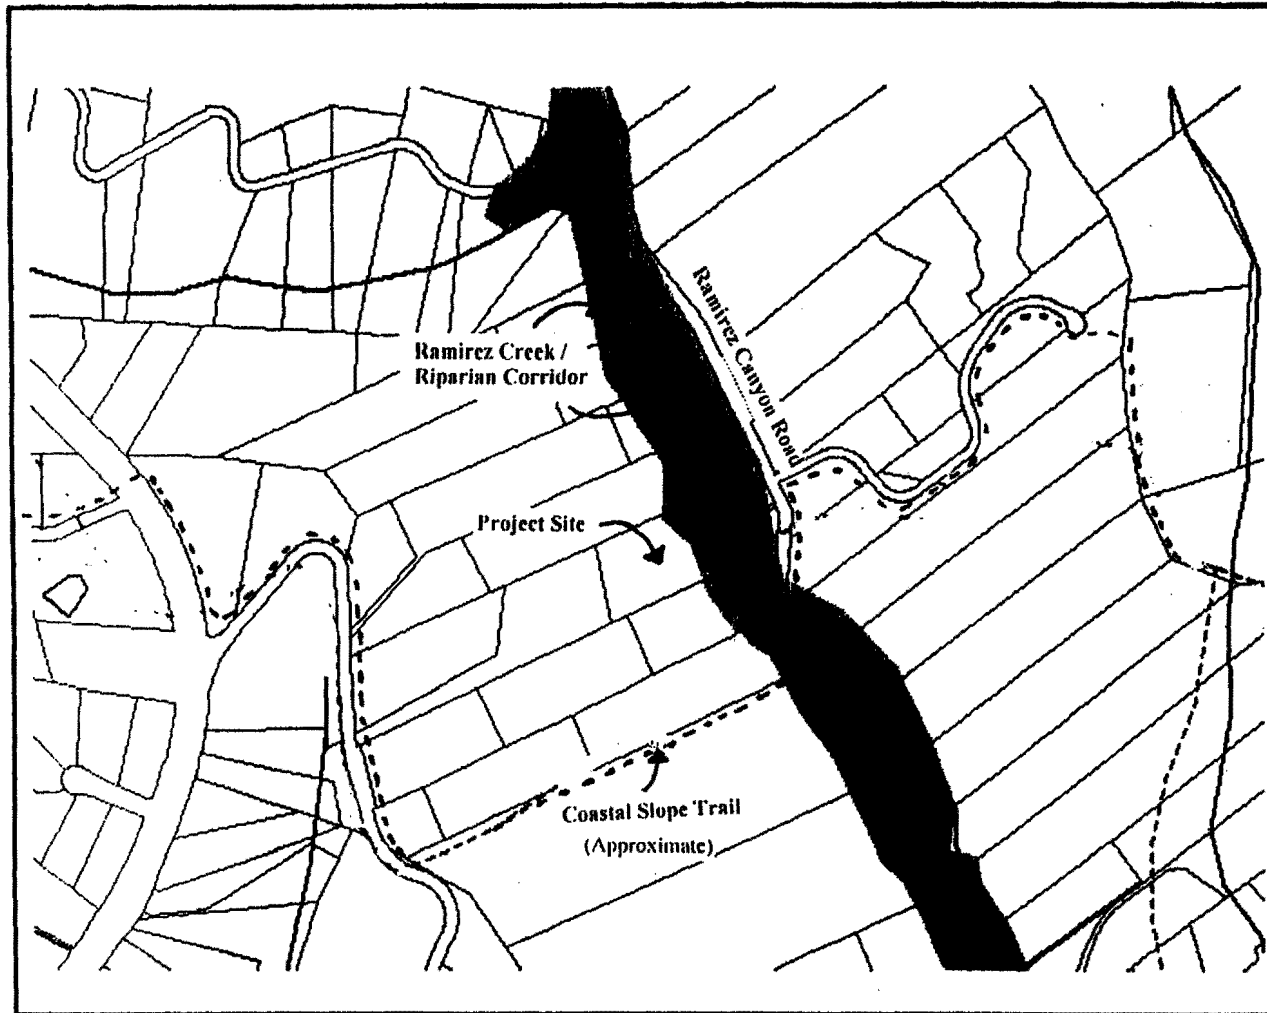 Ramirez Canyon Road
Ramirez Creek /
Riparian Corridor
Project Site
Coastal Slope Trail
(Approximate)